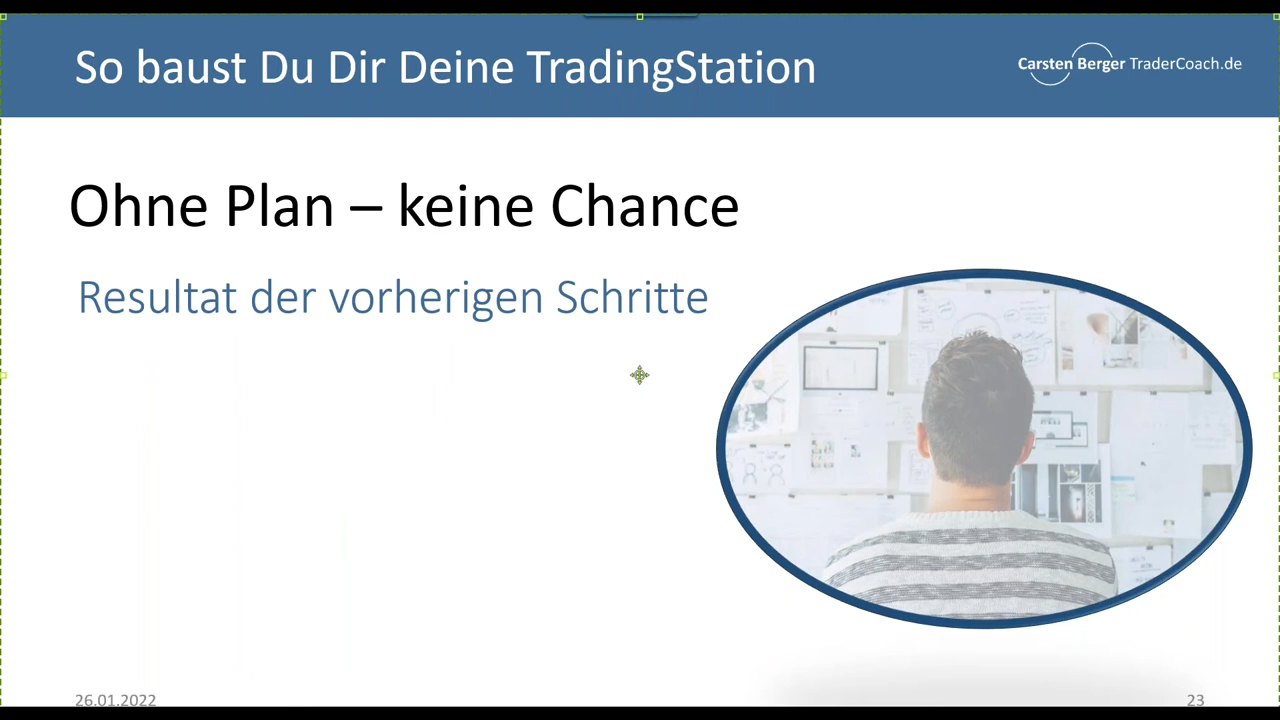 So baust Du Dir Deine TradingStation
Carsten Berger TraderCoach.de
Ohne Plan – keine Chance
Resultat der vorherigen Schritte
26.01.2022
23